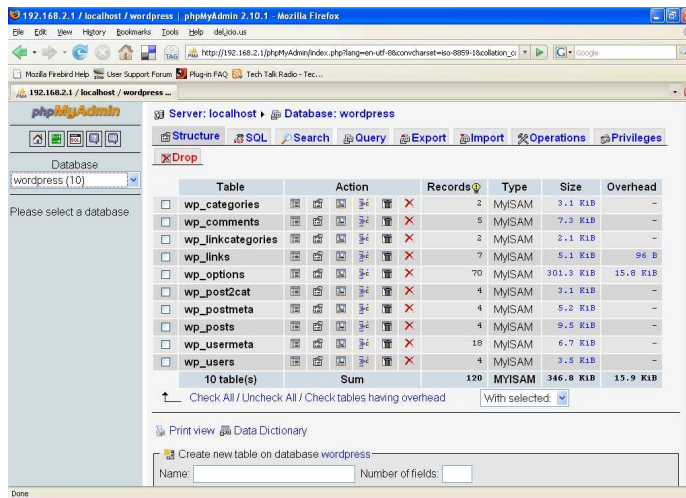 192.168.2.1 / localhost / wordpress | phpMyAdmin 2.10.1 - Mozilla Firefox
File Edit View History Bookmarks Tools Help del.icio.us
TAG http://192.168.2.1/phpMyAdmin/index.php?lang=en-utf-8&convcharset=iso-8859-1&collation_cc G Google
Mozilla Firebird Help User Support Forum Plug-in FAQ Tech Talk Radio - Tec...
192.168.2.1 / localhost / wordpress ...
phpMyAdmin
Database
wordpress (10)
Please select a database
Server: localhost Database: wordpress
Structure SQL Search Query Export Import Operations Privileges
Drop
Table Action Records Type Size Overhead
wp_categories 2 MyISAM 3.1 KiB -
wp_comments 5 MyISAM 7.3 KiB -
wp_linkcategories 2 MyISAM 2.1 KiB -
wp_links 7 MyISAM 5.1 KiB 96 B
wp_options 70 MyISAM 301.3 KiB 15.8 KiB
wp_post2cat 4 MyISAM 3.1 KiB -
wp_postmeta 4 MyISAM 5.2 KiB -
wp_posts 4 MyISAM 9.5 KiB -
wp_usermeta 18 MyISAM 6.7 KiB -
wp_users 4 MyISAM 3.5 KiB -
10 table(s) Sum 120 MYISAM 346.8 KiB 15.9 KiB
Check All / Uncheck All / Check tables having overhead With selected:
Print view Data Dictionary
Create new table on database wordpress
Name: Number of fields:
Done